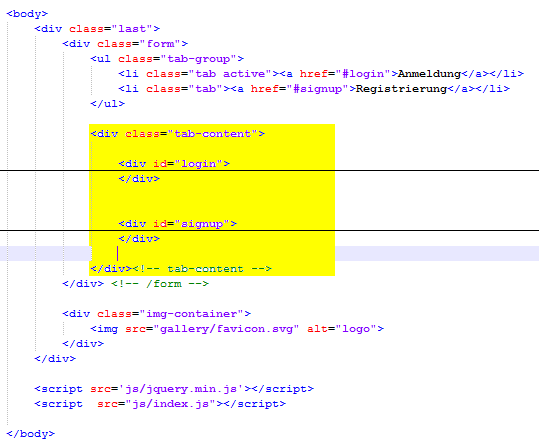 <body>
<div class="last">
<div class="form">
<ul class="tab-group">
<li class="tab active"><a href="#login">Anmeldung</a></li>
<li class="tab"><a href="#signup">Registrierung</a></li>
</ul>
<div class="tab-content">
<div id="login">
</div>
<div id="signup">
</div>
</div><!-- tab-content -->
</div> <!-- /form -->
<div class="img-container">
<img src="gallery/favicon.svg" alt="logo">
</div>
</div>
<script src='js/jquery.min.js'></script>
<script  src="js/index.js"></script>
</body>